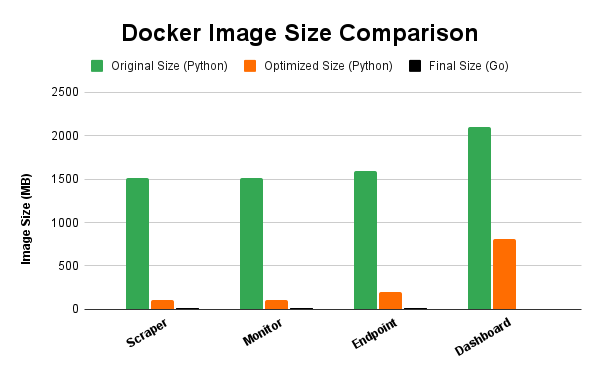 Docker Image Size Comparison
Original Size (Python) Optimized Size (Python) Final Size (Go)
Image Size (MB)
2500
2000
1500
1000
500
0
Scraper Monitor Endpoint Dashboard